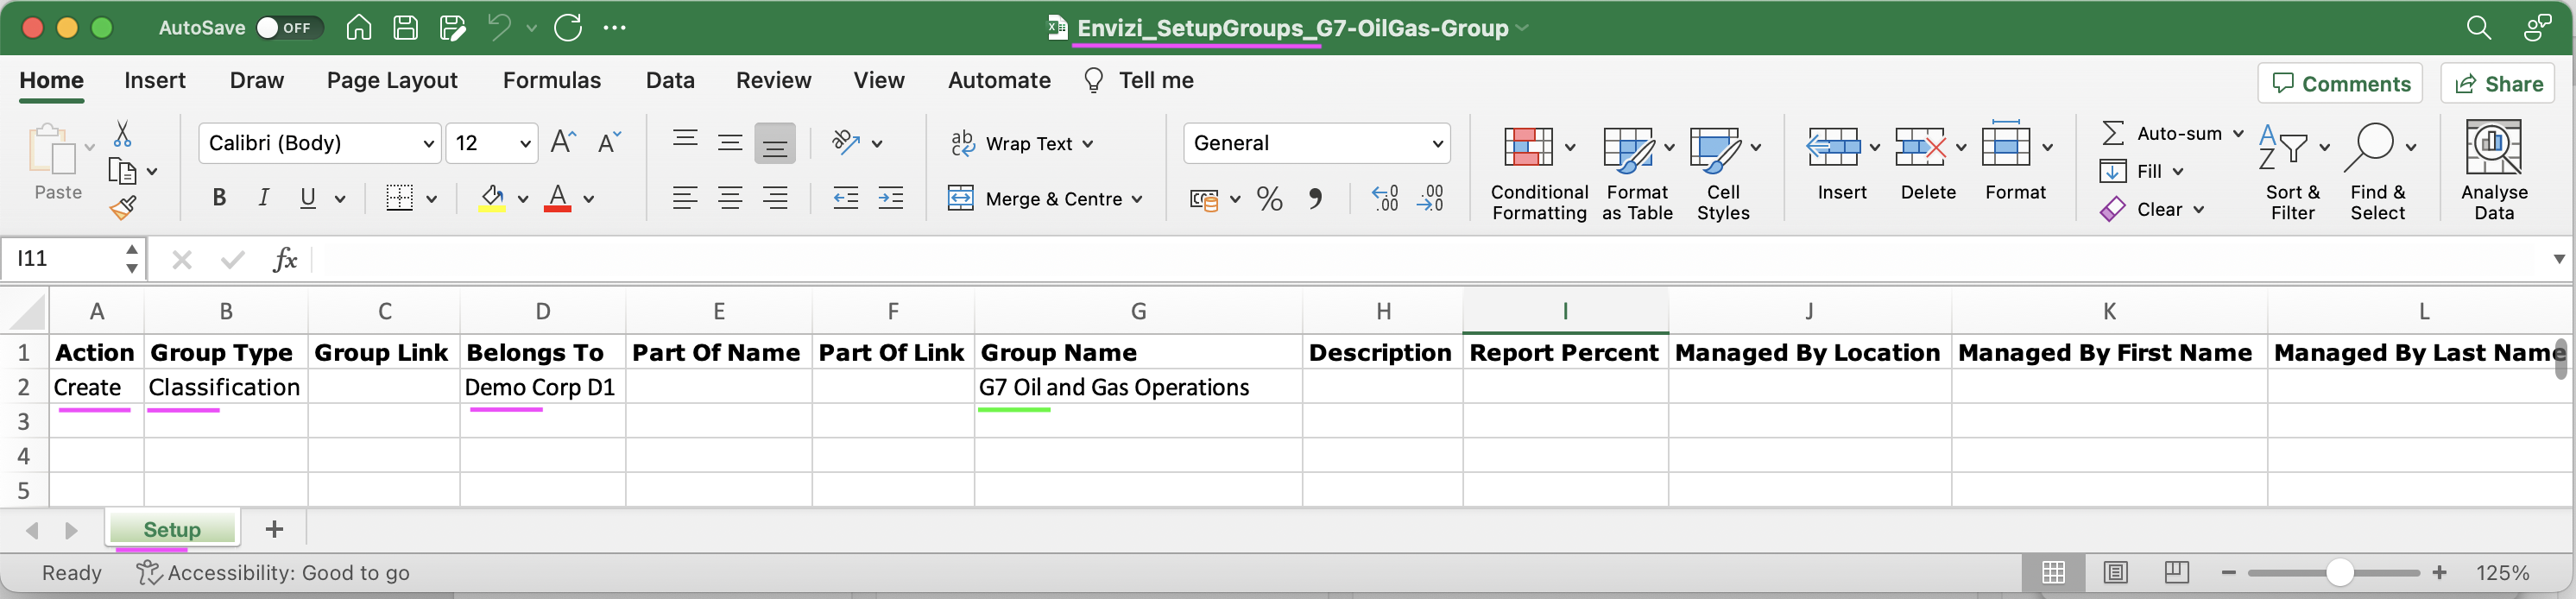 AutoSave OFF Envizi_SetupGroups_G7-OilGas-Group
Home Insert Draw Page Layout Formulas Data Review View Automate Tell me Comments Share
Paste Calibri (Body) 12 A A ab Wrap Text General
B I U A Merge & Centre % .00 .00
Conditional Formatting
Format as Table
Cell Styles
Insert Delete Format
Auto-sum
Fill
Clear
Sort & Filter
Find & Select
Analyse Data
I11 fx
A B C D E F G H I J K L
1 Action Group Type Group Link Belongs To Part Of Name Part Of Link Group Name Description Report Percent Managed By Location Managed By First Name Managed By Last Name
2 Create Classification Demo Corp D1 G7 Oil and Gas Operations
3
4
5
Setup +
Ready Accessibility: Good to go 125%